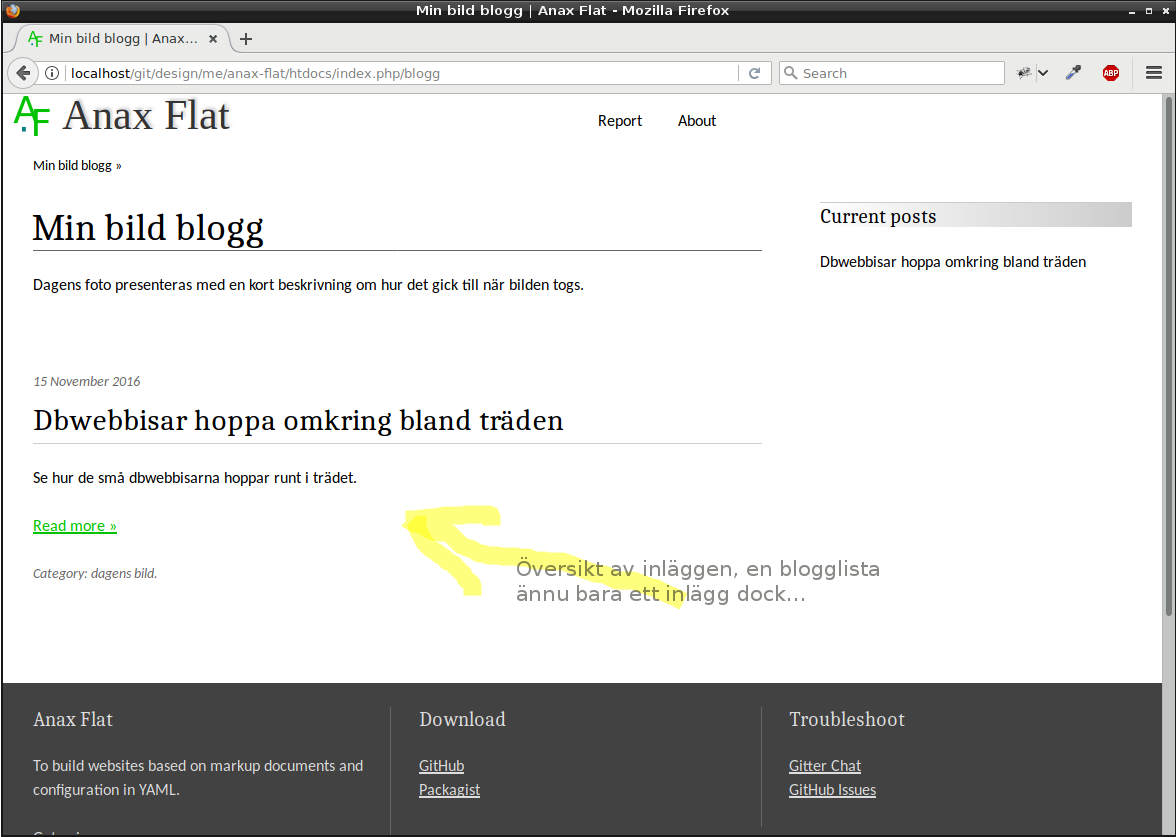 Min bild blogg | Anax Flat - Mozilla Firefox
Min bild blogg | Anax...
localhost/git/design/me/anax-flat/htdocs/index.php/blogg
Search
ABP
AF Anax Flat
Report About
Min bild blogg »
Min bild blogg
Dagens foto presenteras med en kort beskrivning om hur det gick till när bilden togs.
Current posts
Dbwebbisar hoppa omkring bland träden
15 November 2016
Dbwebbisar hoppa omkring bland träden
Se hur de små dbwebbisarna hoppar runt i trädet.
Read more »
Category: dagens bild.
Översikt av inläggen, en blogglista
ännu bara ett inlägg dock...
Anax Flat
To build websites based on markup documents and
configuration in YAML.
Download
GitHub
Packagist
Troubleshoot
Gitter Chat
GitHub Issues